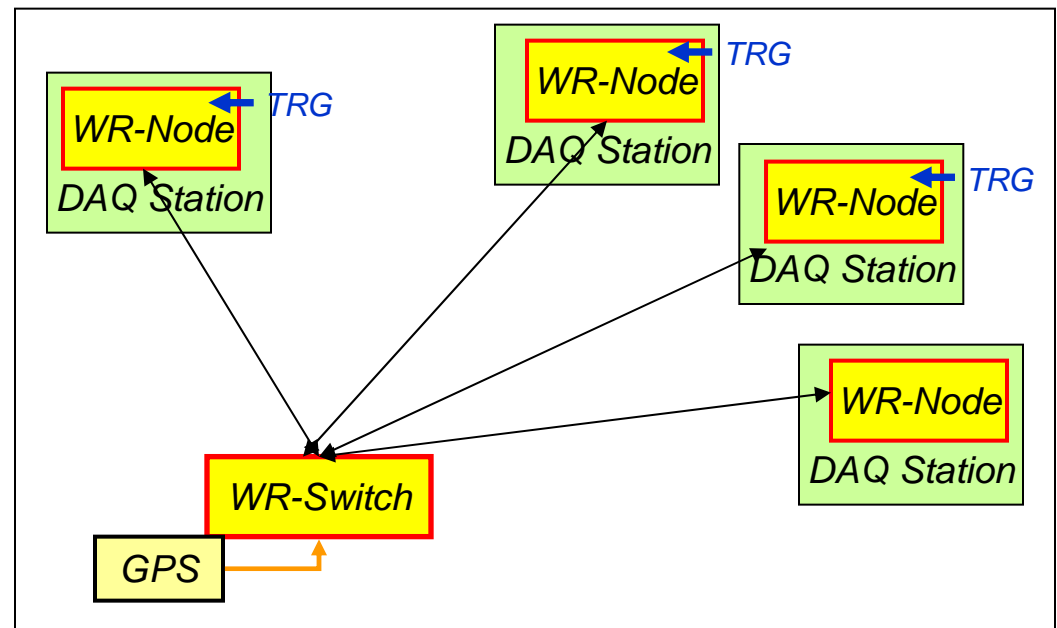 WR-Node
TRG
DAQ Station
WR-Node
TRG
DAQ Station
WR-Node
TRG
DAQ Station
WR-Node
DAQ Station
WR-Switch
GPS